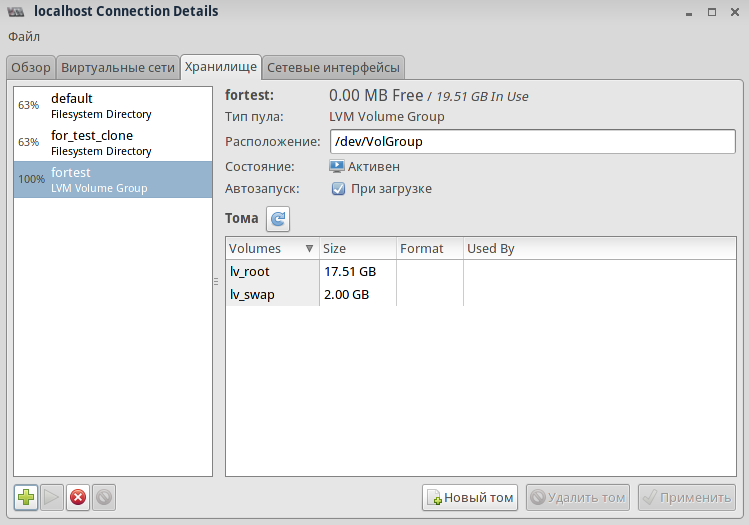 localhost Connection Details
Файл
Обзор Виртуальные сети Хранилище Сетевые интерфейсы
63% default
Filesystem Directory
63% for_test_clone
Filesystem Directory
100% fortest
LVM Volume Group
fortest: 0.00 MB Free / 19.51 GB In Use
Тип пула: LVM Volume Group
Расположение: /dev/VolGroup
Состояние: Активен
Автозапуск: При загрузке
Тома
Volumes Size Format Used By
lv_root 17.51 GB
lv_swap 2.00 GB
Новый том Удалить том Применить